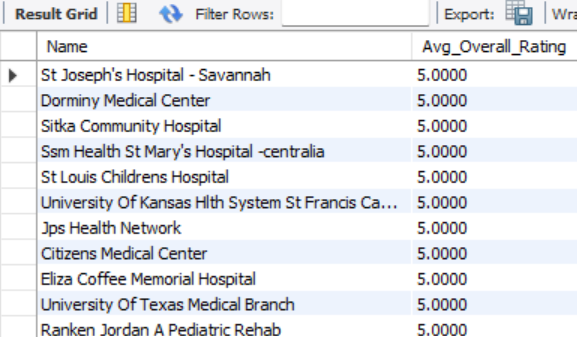 Result Grid Filter Rows: Export: Wra
Name Avg_Overall_Rating
St Joseph's Hospital - Savannah 5.0000
Dorminy Medical Center 5.0000
Sitka Community Hospital 5.0000
Ssm Health St Mary's Hospital -centralia 5.0000
St Louis Childrens Hospital 5.0000
University Of Kansas Hlth System St Francis Ca... 5.0000
Jps Health Network 5.0000
Citizens Medical Center 5.0000
Eliza Coffee Memorial Hospital 5.0000
University Of Texas Medical Branch 5.0000
Ranken Jordan A Pediatric Rehab 5.0000